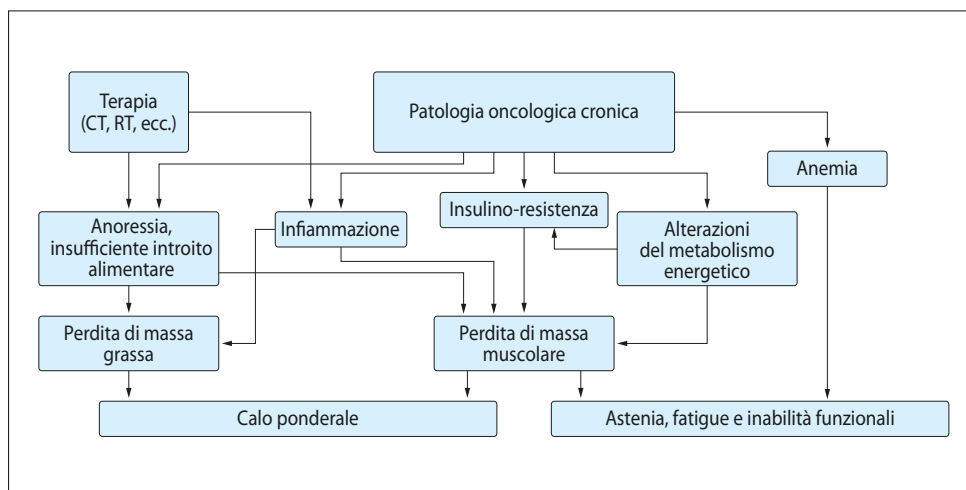 Terapia
(CT, RT, ecc.)
Patologia oncologica cronica
Anemia
Anoressia,
insufficiente introito
alimentare
Infiammazione
Insulino-resistenza
Alterazioni
del metabolismo
energetico
Perdita di massa
grassa
Perdita di massa
muscolare
Calo ponderale
Astenia, fatigue e inabilità funzionali